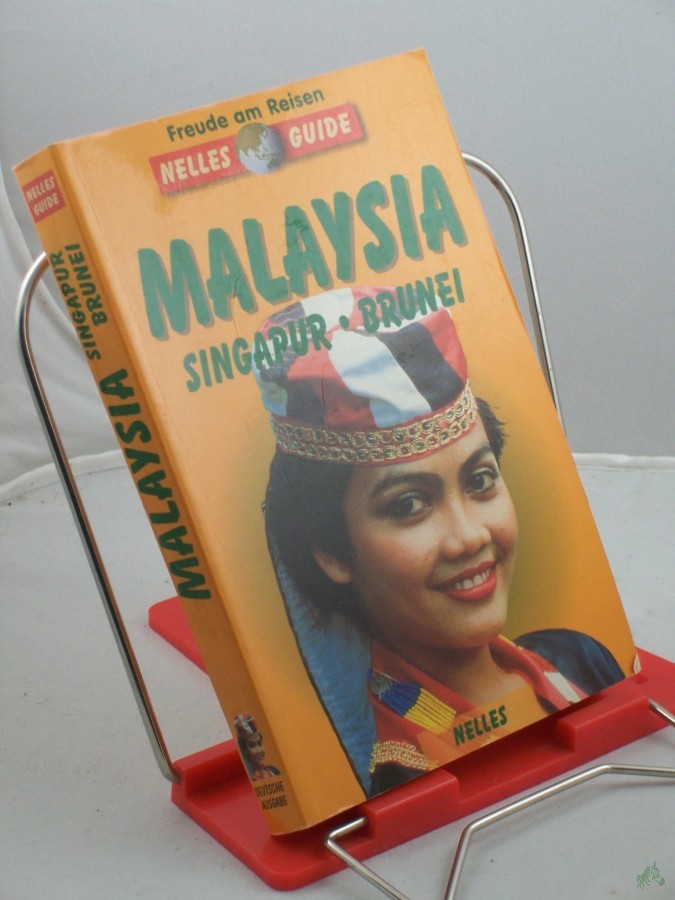 Freude am Reisen
NELLES GUIDE
MALAYSIA
SINGAPUR · BRUNEI
NELLES
NELLES
GUIDE
MALAYSIA SINGAPUR
BRUNEI
DEUTSCHE
AUSGABE